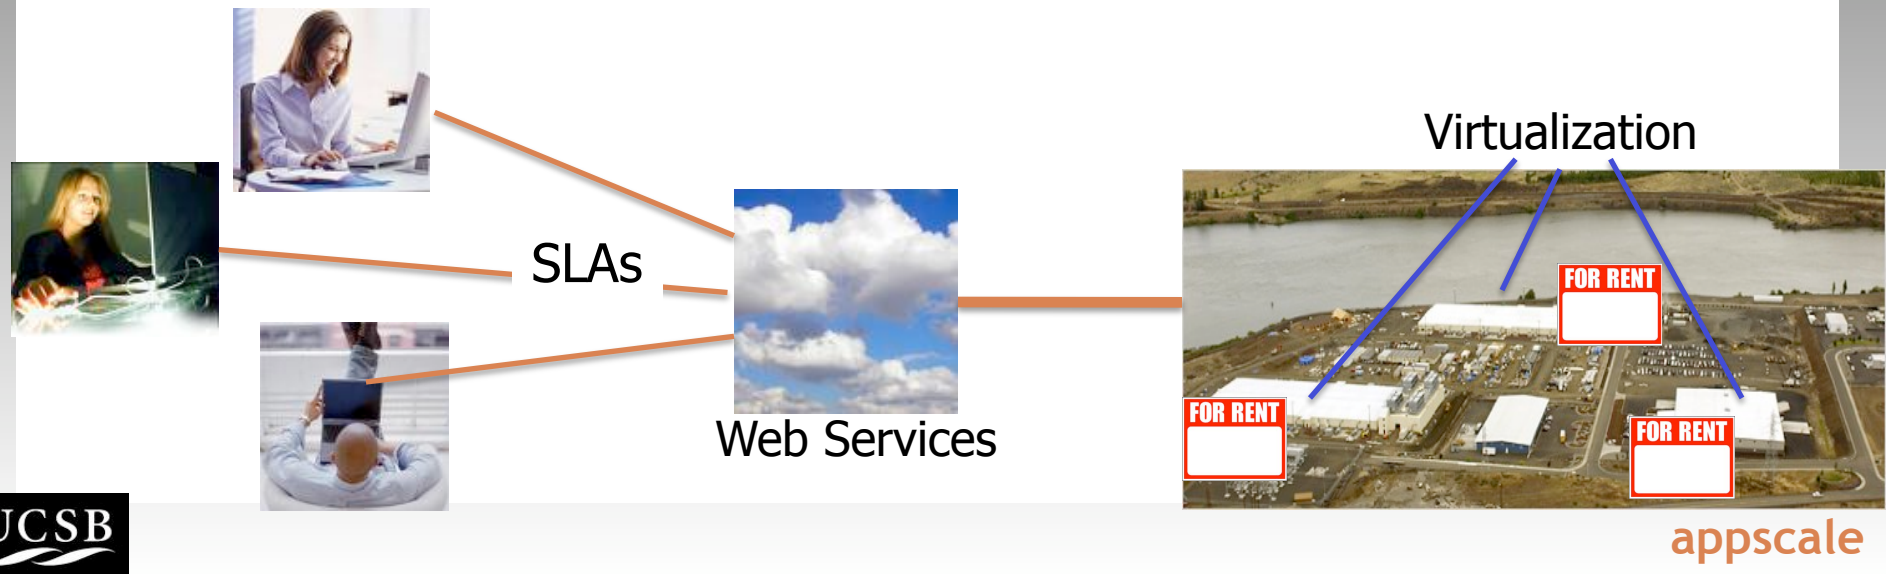 Virtualization
SLAs
FOR RENT
FOR RENT
FOR RENT
Web Services
UCSB
appscale